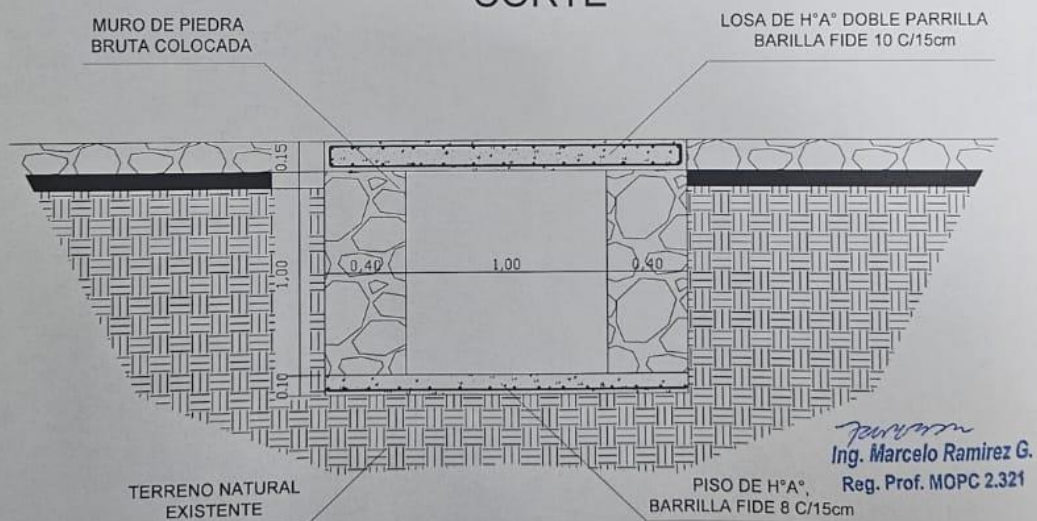 CORTE
MURO DE PIEDRA
BRUTA COLOCADA
LOSA DE H°A° DOBLE PARRILLA
BARILLA FIDE 10 C/15cm
0.15
1,00
0.10
0,40
1,00
0,40
TERRENO NATURAL
EXISTENTE
PISO DE H°A°,
BARRILLA FIDE 8 C/15cm
Ing. Marcelo Ramirez G.
Reg. Prof. MOPC 2.321